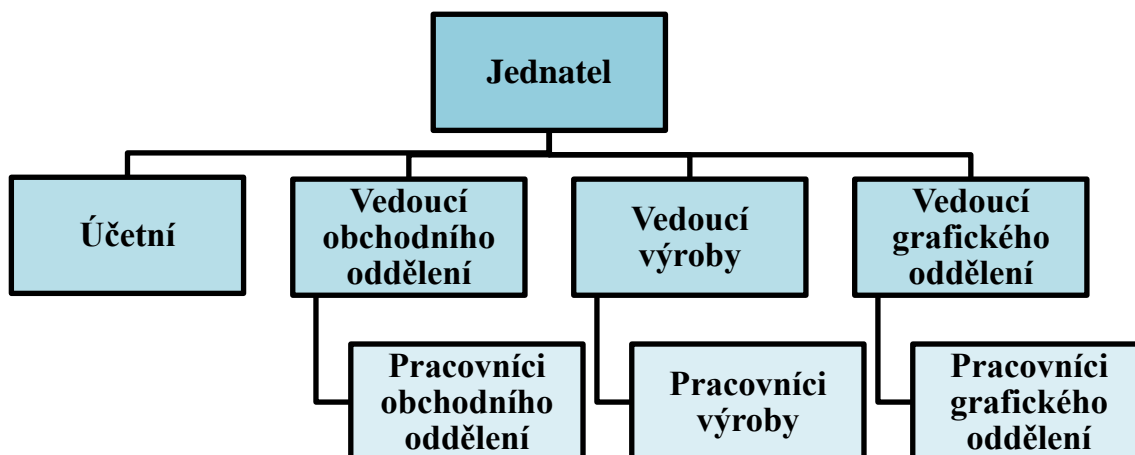 Jednatel
Účetní
Vedoucí
obchodního
oddělení
Vedoucí
výroby
Vedoucí
grafického
oddělení
Pracovníci
obchodního
oddělení
Pracovníci
výroby
Pracovníci
grafického
oddělení